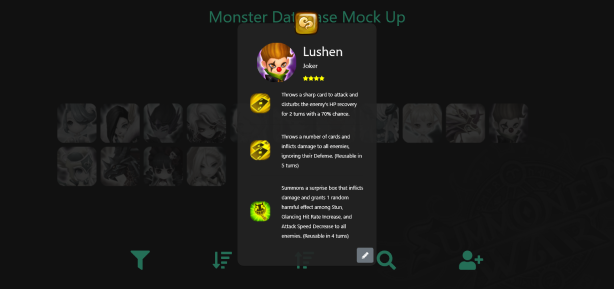 Monster Database Mock Up
Lushen
Joker
Throws a sharp card to attack and
disturbs the enemy's HP recovery
for 2 turns with a 70% chance.
Throws a number of cards and
inflicts damage to all enemies,
ignoring their Defense. (Reusable in
5 turns)
Summons a surprise box that inflicts
damage and grants 1 random
harmful effect among Stun,
Glancing Hit Rate Increase, and
Attack Speed Decrease to all
enemies. (Reusable in 4 turns)